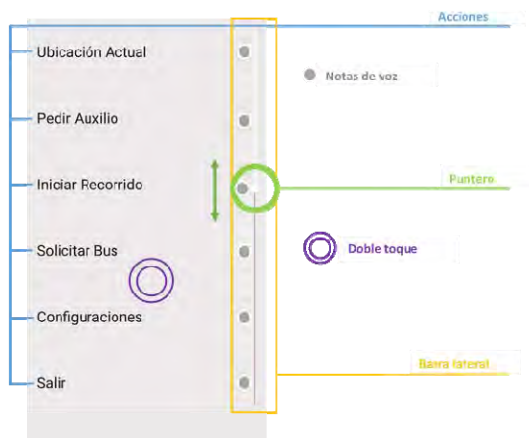 Acciones
Ubicación Actual
Notas de voz
Pedir Auxilio
Puntero
Iniciar Recorrido
Solicitar Bus
Doble toque
Configuraciones
Barra lateral
Salir